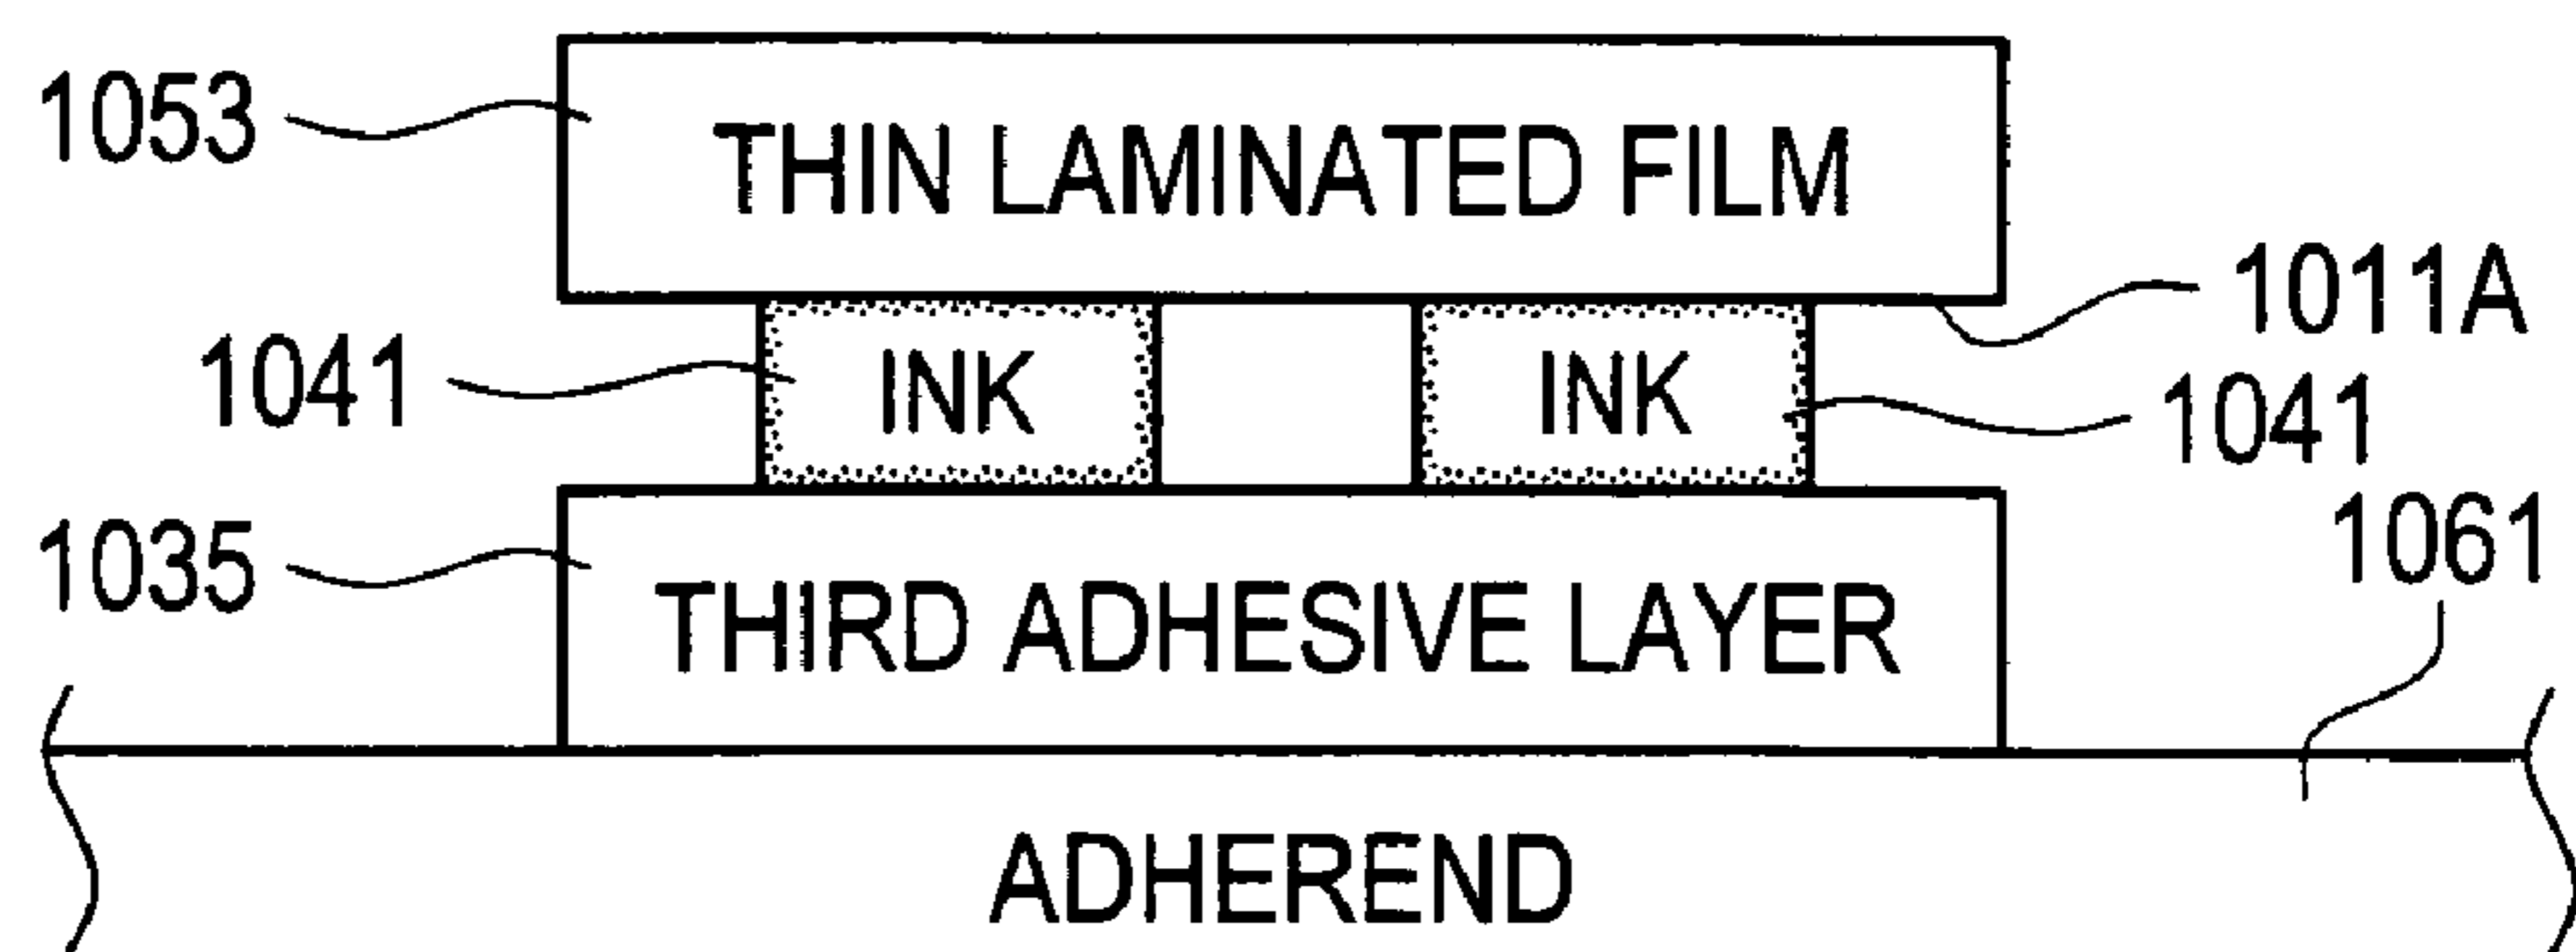 1053
THIN LAMINATED FILM
1011A
1041
INK
INK
1041
1035
THIRD ADHESIVE LAYER
1061
ADHEREND